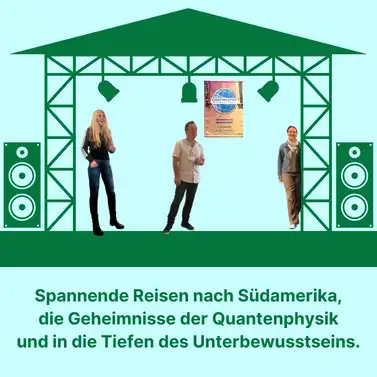 Spannende Reisen nach Südamerika,
die Geheimnisse der Quantenphysik
und in die Tiefen des Unterbewusstseins.